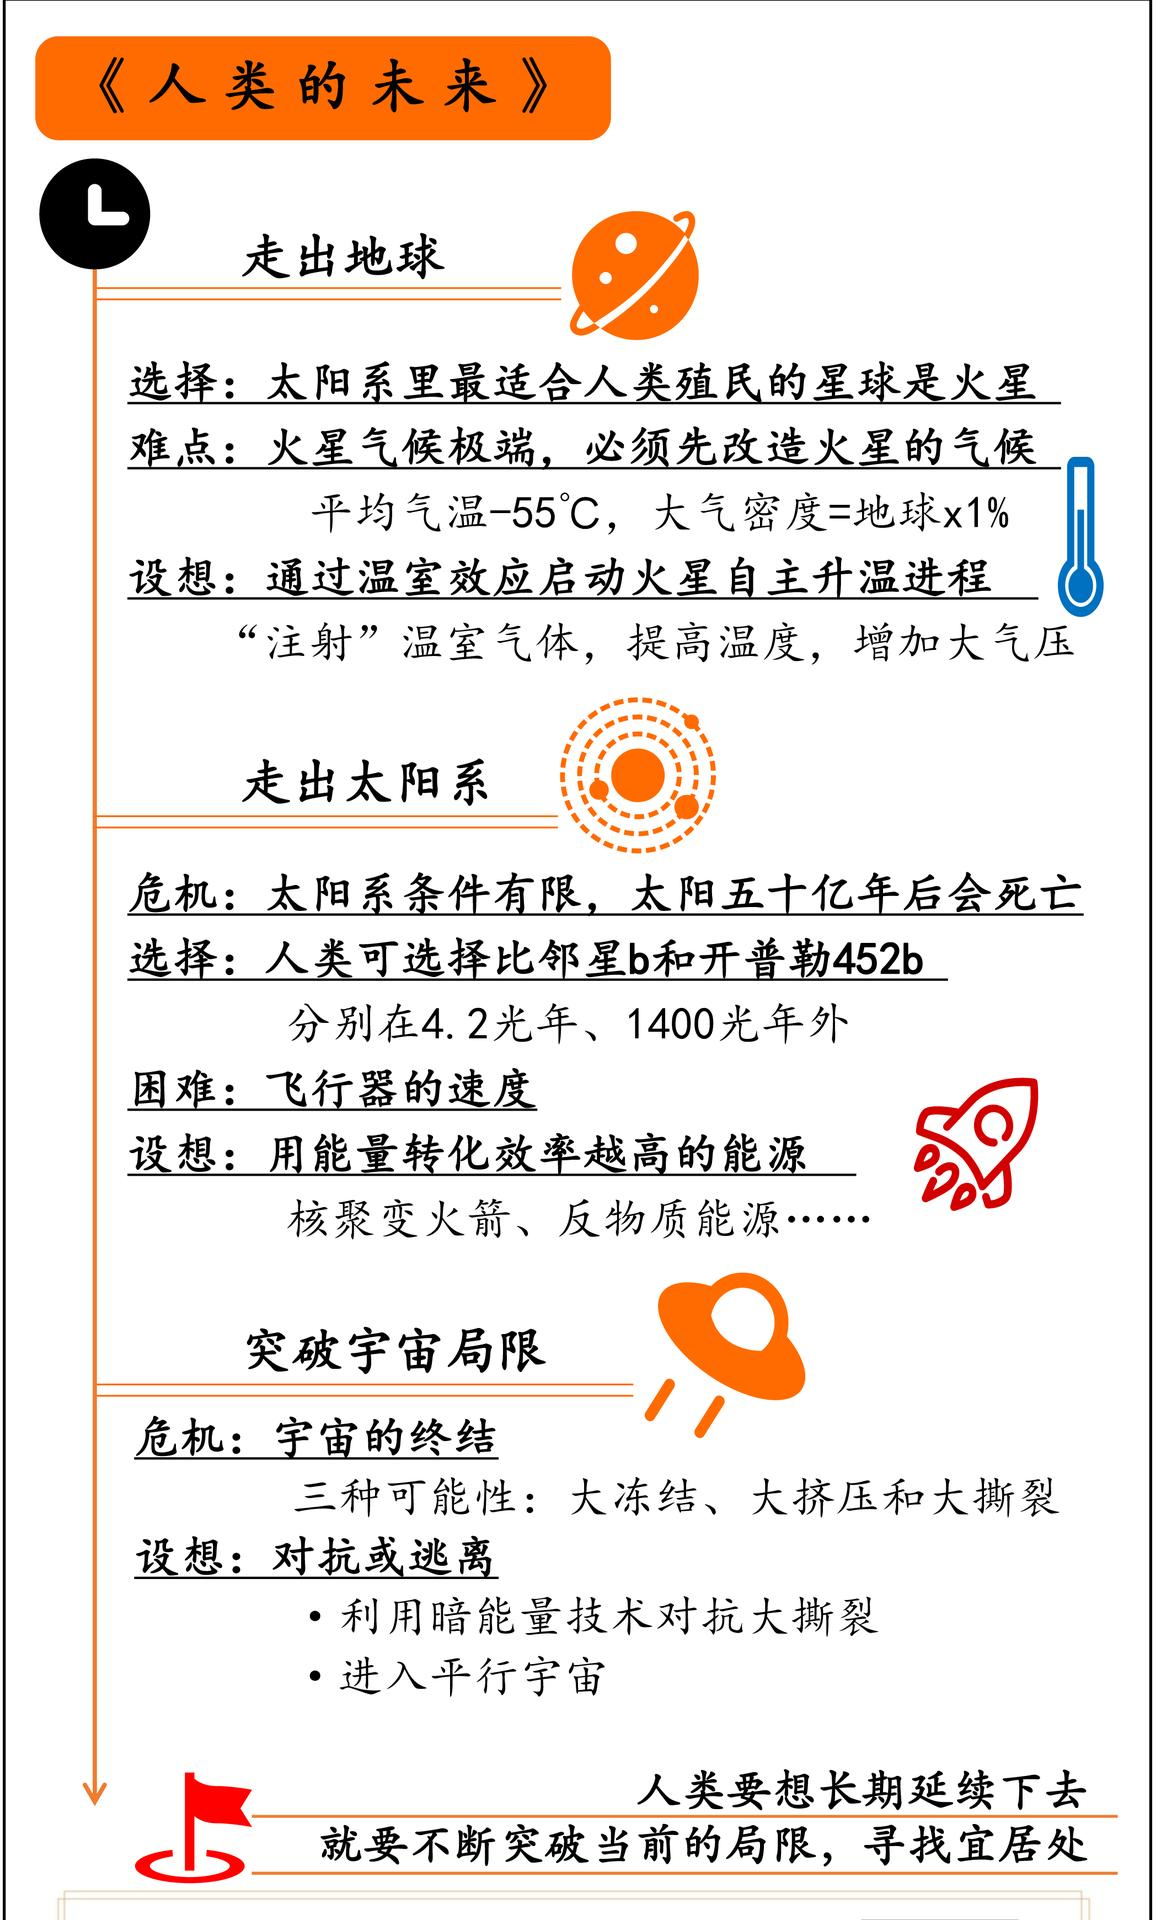 《人类的未来》
走出地球
选择：太阳系里最适合人类殖民的星球是火星
难点：火星气候极端，必须先改造火星的气候
平均气温-55℃，大气密度=地球x1%
设想：通过温室效应启动火星自主升温进程
“注射”温室气体，提高温度，增加大气压
走出太阳系
危机：太阳系条件有限，太阳五十亿年后会死亡
选择：人类可选择比邻星b和开普勒452b
分别在4.2光年、1400光年外
困难：飞行器的速度
设想：用能量转化效率越高的能源
核聚变火箭、反物质能源……
突破宇宙局限
危机：宇宙的终结
三种可能性：大冻结、大挤压和大撕裂
设想：对抗或逃离
•利用暗能量技术对抗大撕裂
•进入平行宇宙
人类要想长期延续下去
就要不断突破当前的局限，寻找宜居处